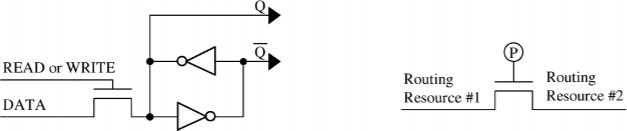 Q
Q̅
READ or WRITE
DATA
P
Routing
Resource #1
Routing
Resource #2